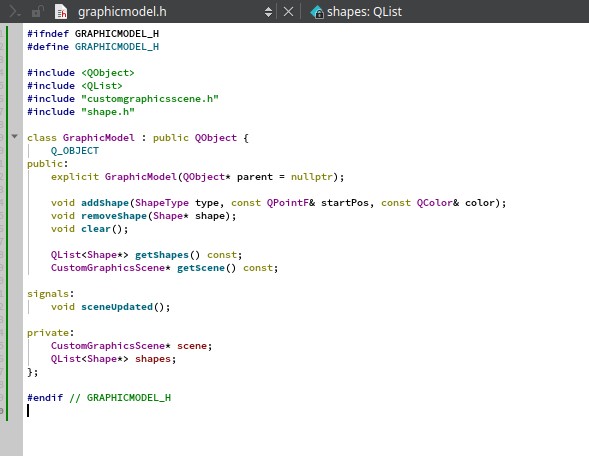 graphicmodel.h
shapes: QList
#ifndef GRAPHICMODEL_H
#define GRAPHICMODEL_H
#include <QObject>
#include <QList>
#include "customgraphicsscene.h"
#include "shape.h"
class GraphicModel : public QObject {
Q_OBJECT
public:
explicit GraphicModel(QObject* parent = nullptr);
void addShape(ShapeType type, const QPointF& startPos, const QColor& color);
void removeShape(Shape* shape);
void clear();
QList<Shape*> getShapes() const;
CustomGraphicsScene* getScene() const;
signals:
void sceneUpdated();
private:
CustomGraphicsScene* scene;
QList<Shape*> shapes;
};
#endif // GRAPHICMODEL_H